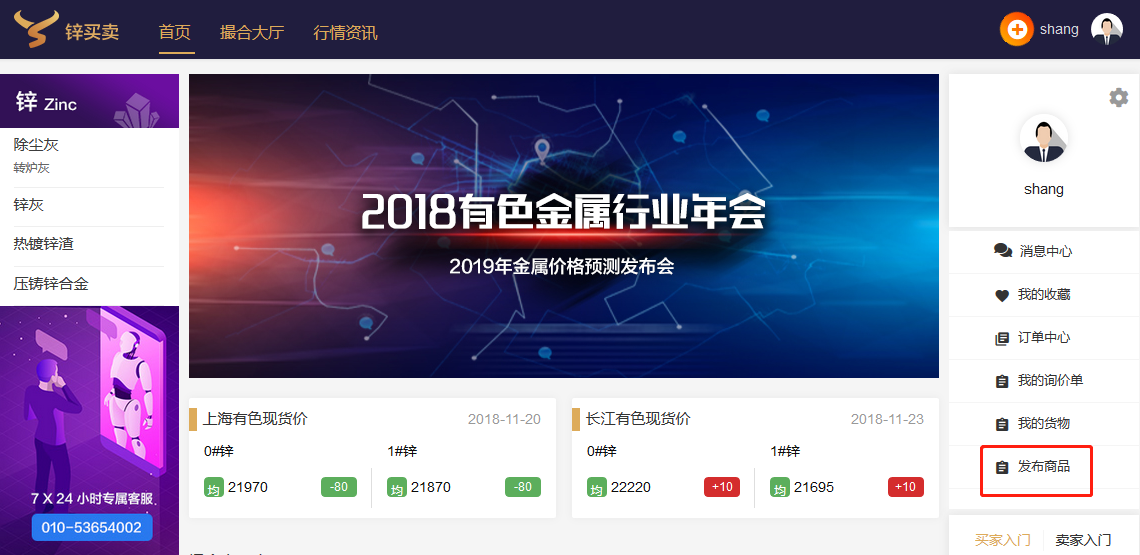 锌买卖 首页 撮合大厅 行情资讯 shang
锌 Zinc
除尘灰
转炉灰
锌灰
热镀锌渣
压铸锌合金
7 X 24 小时专属客服
010-53654002
2018有色金属行业年会
2019年金属价格预测发布会
上海有色现货价 2018-11-20
0#锌 1#锌
均 21970 -80 均 21870 -80
长江有色现货价 2018-11-23
0#锌 1#锌
均 22220 +10 均 21695 +10
shang
消息中心
我的收藏
订单中心
我的询价单
我的货物
发布商品
买家入门 卖家入门